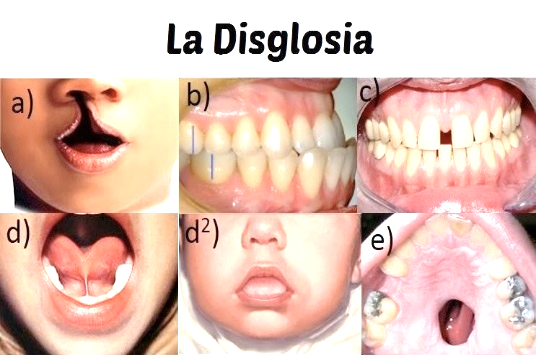 La Disglosia
a) b) c)
d) d²) e)